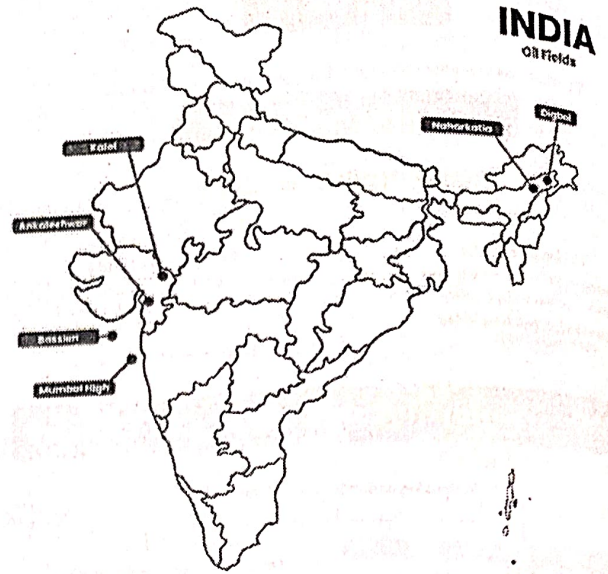 INDIA
Oil Fields
Digboi
Naharkatia
Kalol
Ankaleshwar
Bassien
Mumbai High